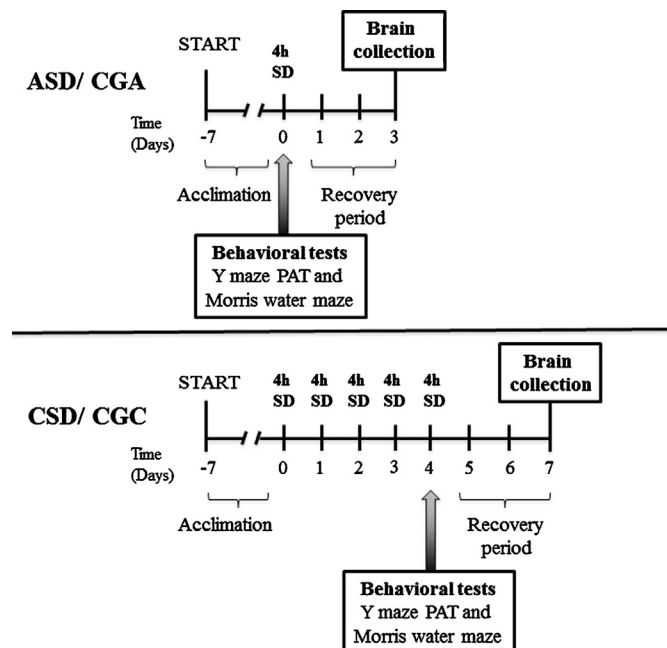 START
4h
SD
Brain
collection
ASD/ CGA
Time
(Days)
-7 0 1 2 3
Acclimation
Recovery
period
Behavioral tests
Y maze PAT and
Morris water maze
START
4h 4h 4h 4h 4h
SD SD SD SD SD
Brain
collection
CSD/ CGC
Time
(Days)
-7 0 1 2 3 4 5 6 7
Acclimation
Recovery
period
Behavioral tests
Y maze PAT and
Morris water maze